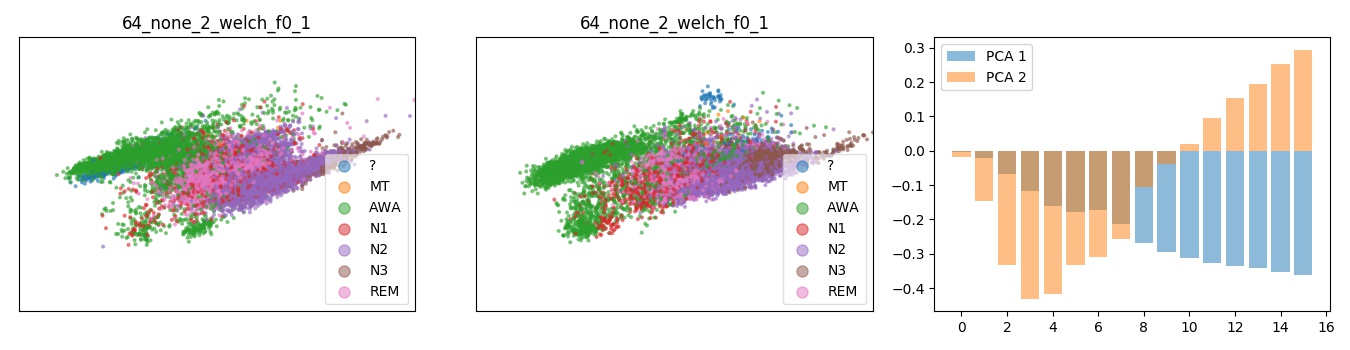 64_none_2_welch_f0_1
?
MT
AWA
N1
N2
N3
REM
64_none_2_welch_f0_1
?
MT
AWA
N1
N2
N3
REM
PCA 1
PCA 2
0.3
0.2
0.1
0.0
−0.1
−0.2
−0.3
−0.4
0 2 4 6 8 10 12 14 16